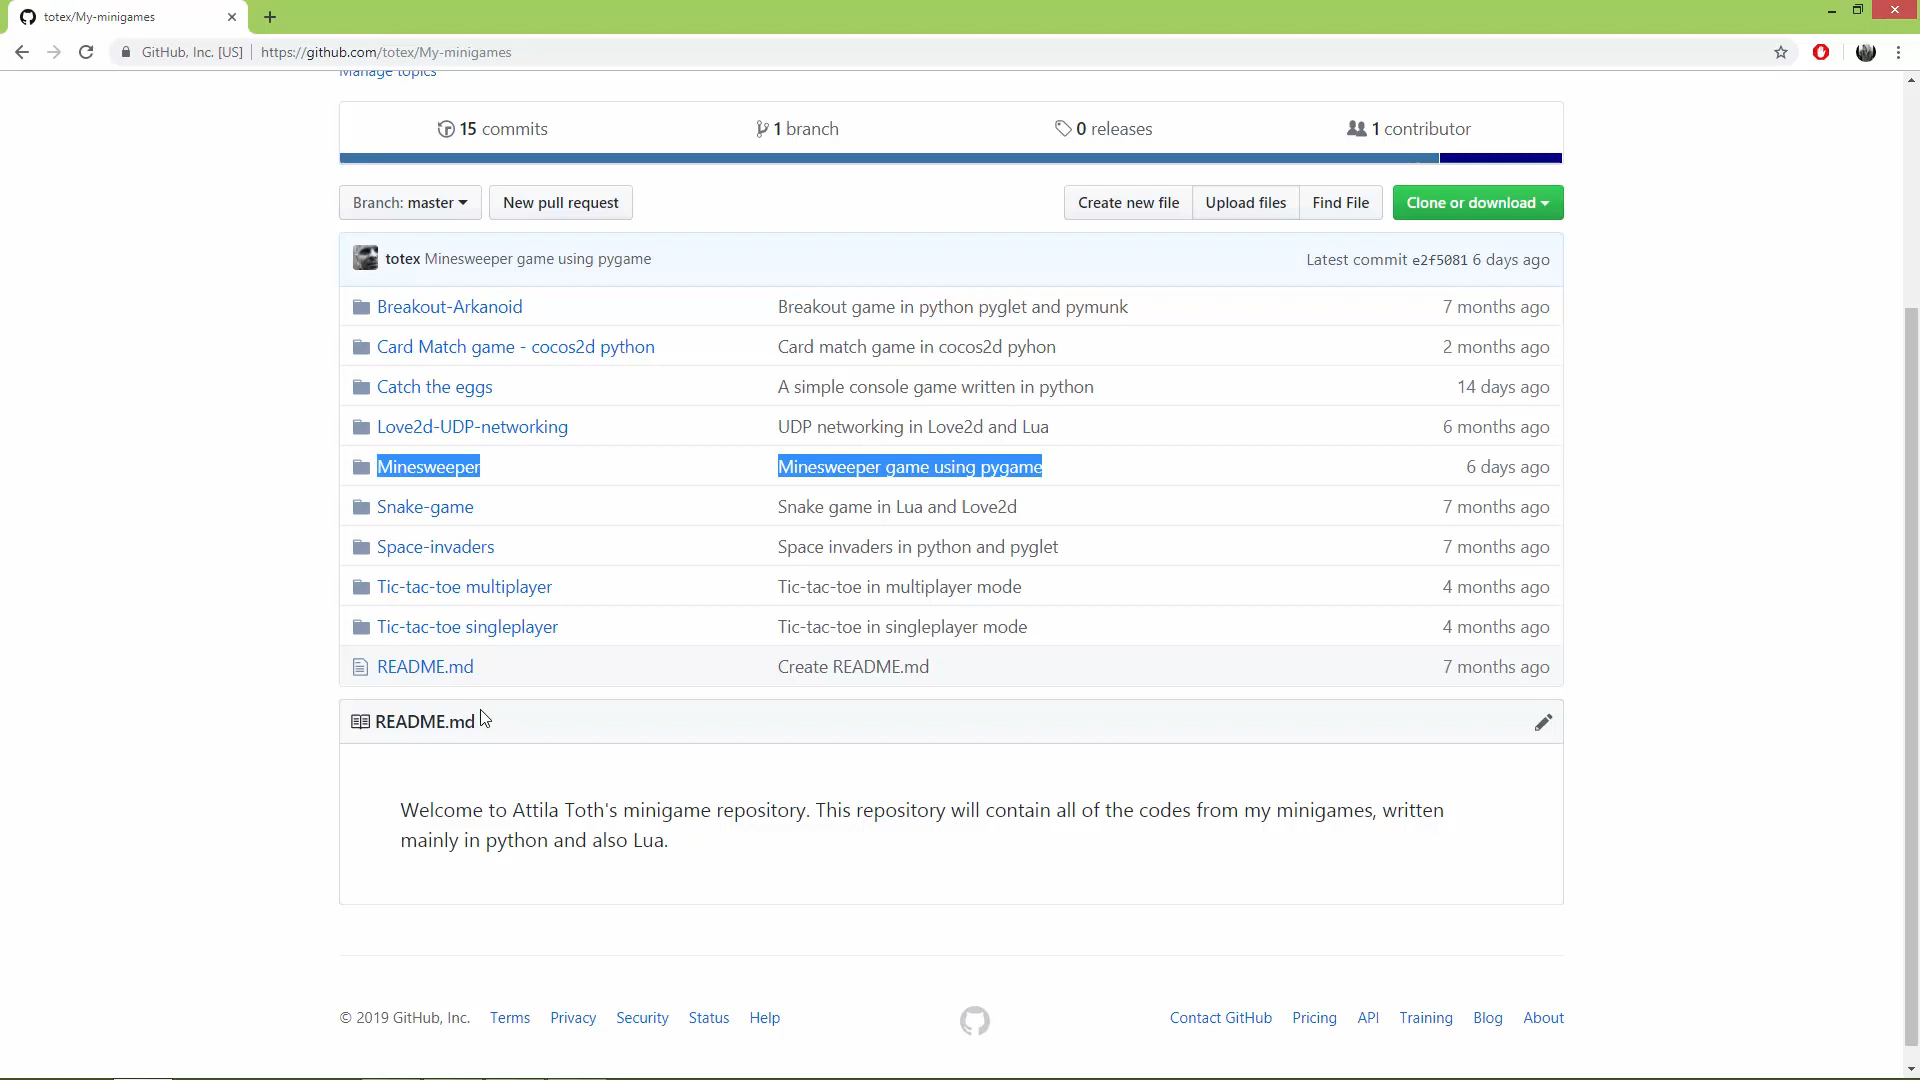 totex/My-minigames
GitHub, Inc. [US] https://github.com/totex/My-minigames
Manage topics
15 commits 1 branch 0 releases 1 contributor
Branch: master New pull request Create new file Upload files Find File Clone or download
totex Minesweeper game using pygame Latest commit e2f5081 6 days ago
Breakout-Arkanoid Breakout game in python pyglet and pymunk 7 months ago
Card Match game - cocos2d python Card match game in cocos2d pyhon 2 months ago
Catch the eggs A simple console game written in python 14 days ago
Love2d-UDP-networking UDP networking in Love2d and Lua 6 months ago
Minesweeper Minesweeper game using pygame 6 days ago
Snake-game Snake game in Lua and Love2d 7 months ago
Space-invaders Space invaders in python and pyglet 7 months ago
Tic-tac-toe multiplayer Tic-tac-toe in multiplayer mode 4 months ago
Tic-tac-toe singleplayer Tic-tac-toe in singleplayer mode 4 months ago
README.md Create README.md 7 months ago
README.md
Welcome to Attila Toth's minigame repository. This repository will contain all of the codes from my minigames, written
mainly in python and also Lua.
© 2019 GitHub, Inc. Terms Privacy Security Status Help Contact GitHub Pricing API Training Blog About